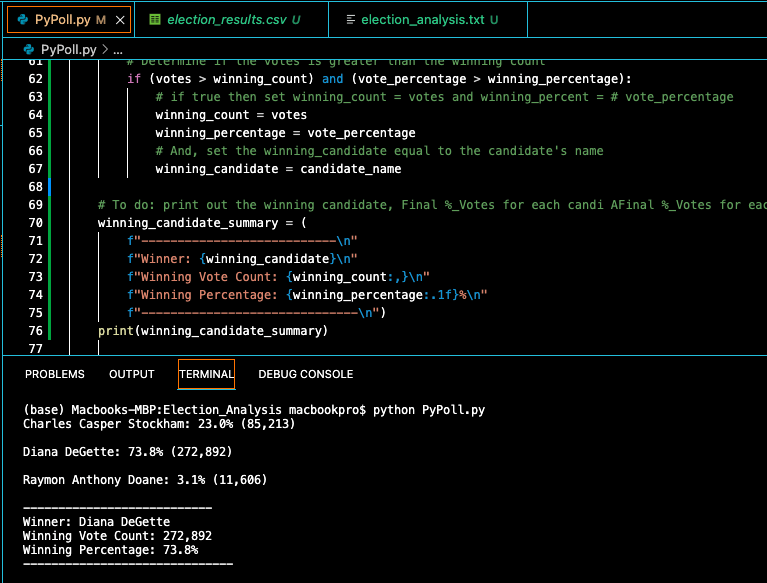 PyPoll.py M × election_results.csv U election_analysis.txt U
PyPoll.py > ...
61 # Determine if the votes is greater than the winning count
62 if (votes > winning_count) and (vote_percentage > winning_percentage):
63 # if true then set winning_count = votes and winning_percent = # vote_percentage
64 winning_count = votes
65 winning_percentage = vote_percentage
66 # And, set the winning_candidate equal to the candidate's name
67 winning_candidate = candidate_name
68
69 # To do: print out the winning candidate, Final %_Votes for each candi AFinal %_Votes for eac
70 winning_candidate_summary = (
71 f"---------------------------\n"
72 f"Winner: {winning_candidate}\n"
73 f"Winning Vote Count: {winning_count:,}\n"
74 f"Winning Percentage: {winning_percentage:.1f}%\n"
75 f"------------------------------\n")
76 print(winning_candidate_summary)
77
PROBLEMS OUTPUT TERMINAL DEBUG CONSOLE
(base) Macbooks-MBP:Election_Analysis macbookpro$ python PyPoll.py
Charles Casper Stockham: 23.0% (85,213)
Diana DeGette: 73.8% (272,892)
Raymon Anthony Doane: 3.1% (11,606)
---------------------------
Winner: Diana DeGette
Winning Vote Count: 272,892
Winning Percentage: 73.8%
------------------------------